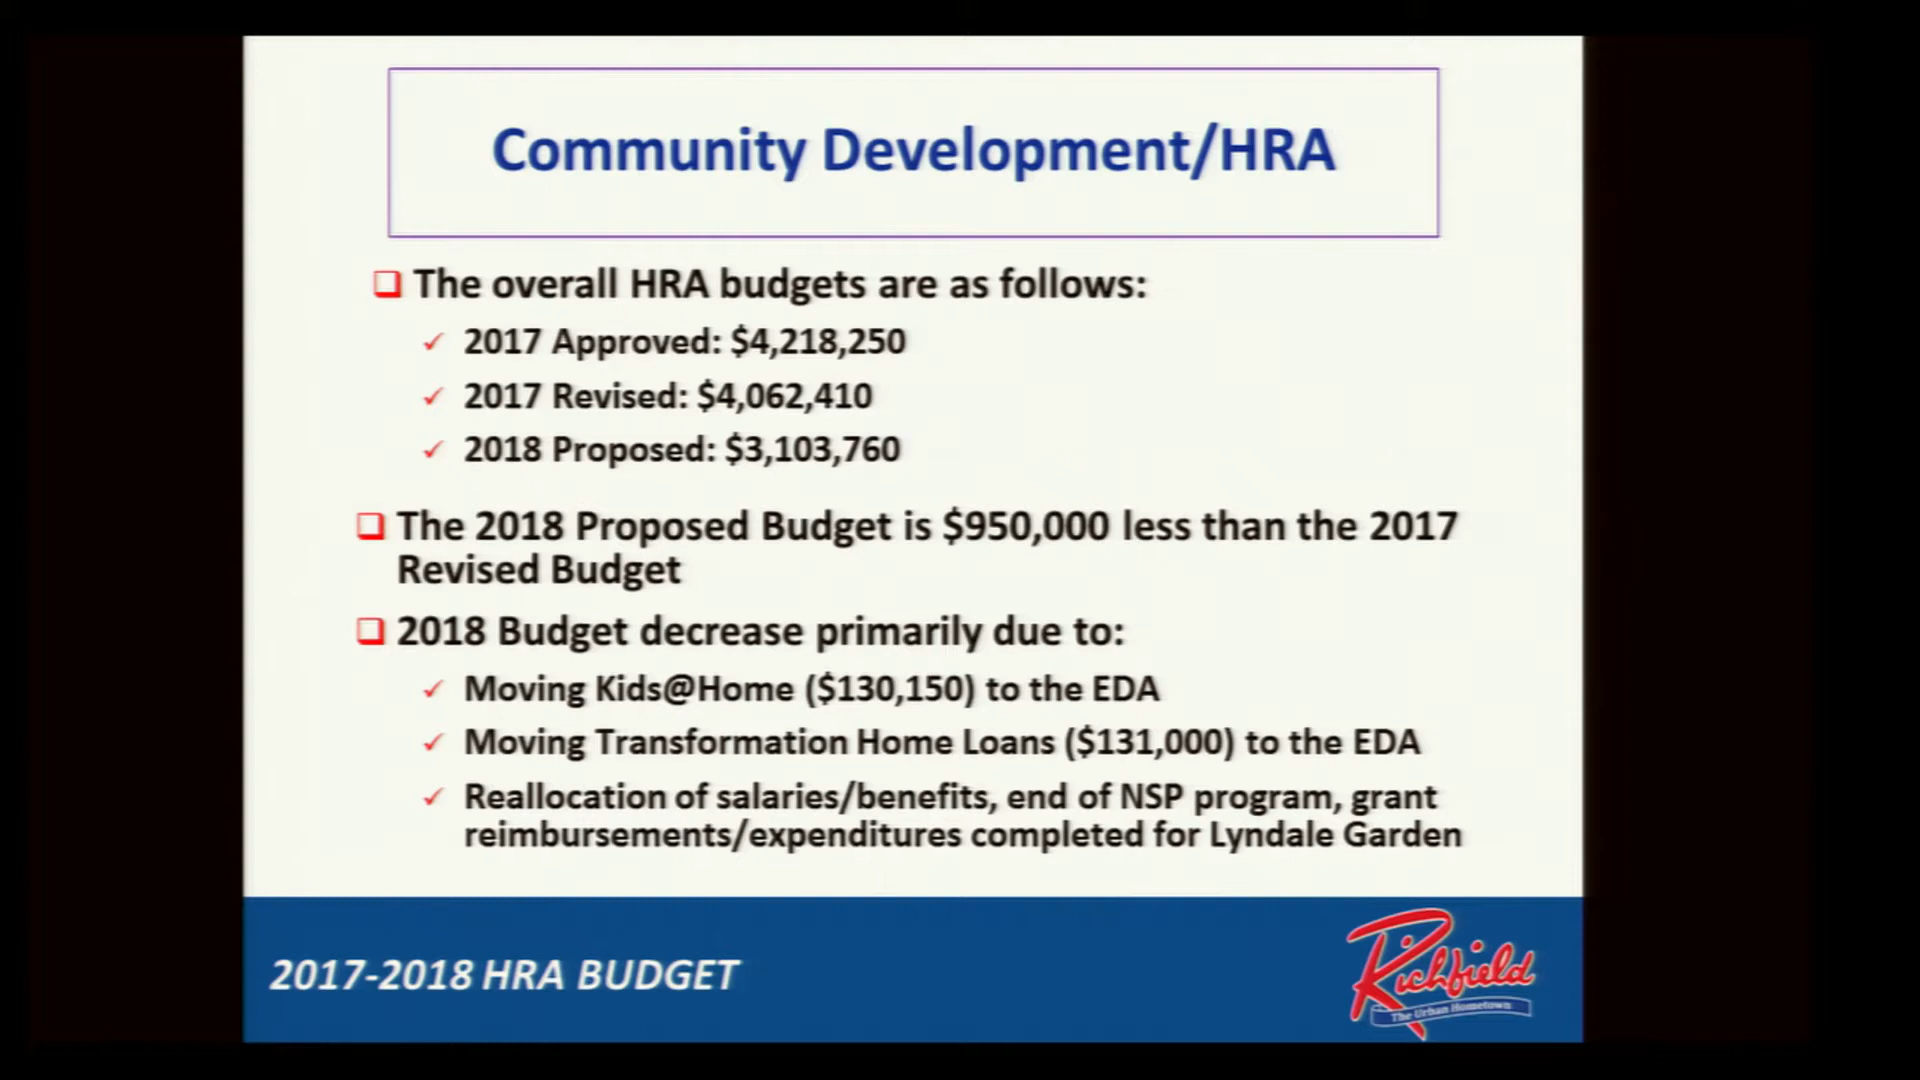 Community Development/HRA
The overall HRA budgets are as follows:
2017 Approved: $4,218,250
2017 Revised: $4,062,410
2018 Proposed: $3,103,760
The 2018 Proposed Budget is $950,000 less than the 2017
Revised Budget
2018 Budget decrease primarily due to:
Moving Kids@Home ($130,150) to the EDA
Moving Transformation Home Loans ($131,000) to the EDA
Reallocation of salaries/benefits, end of NSP program, grant
reimbursements/expenditures completed for Lyndale Garden
2017-2018 HRA BUDGET
Richfield
The Urban Hometown